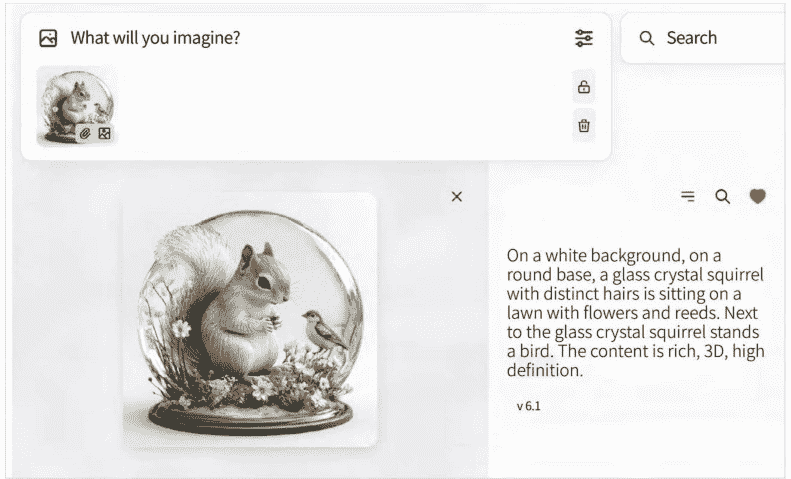 What will you imagine?
Search
On a white background, on a
round base, a glass crystal squirrel
with distinct hairs is sitting on a
lawn with flowers and reeds. Next
to the glass crystal squirrel stands
a bird. The content is rich, 3D, high
definition.
v 6.1